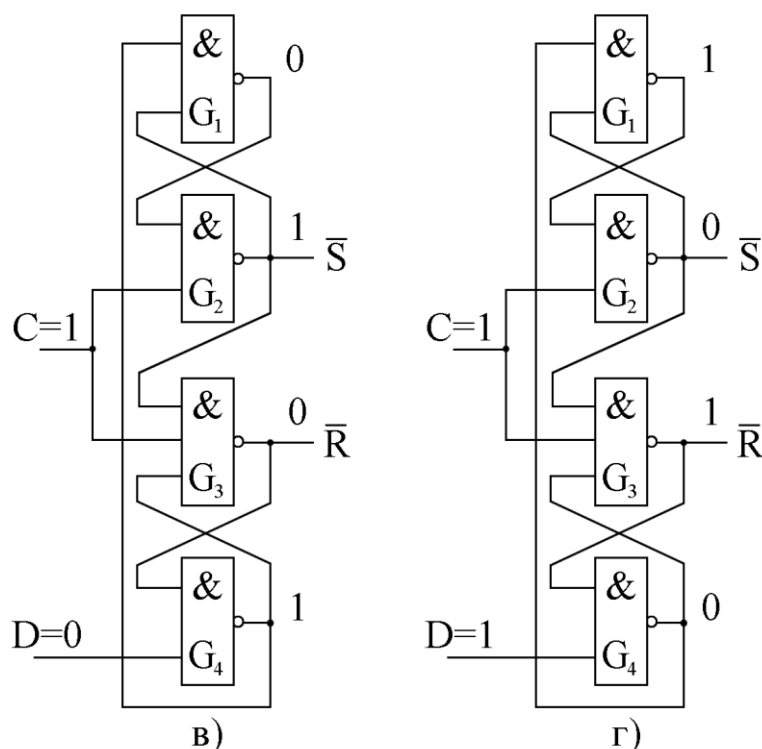 & 0
G₁
& 1 S̅
G₂
C=1
& 0 R̅
G₃
& 1
D=0 G₄
в)
& 1
G₁
& 0 S̅
G₂
C=1
& 1 R̅
G₃
& 0
D=1 G₄
г)